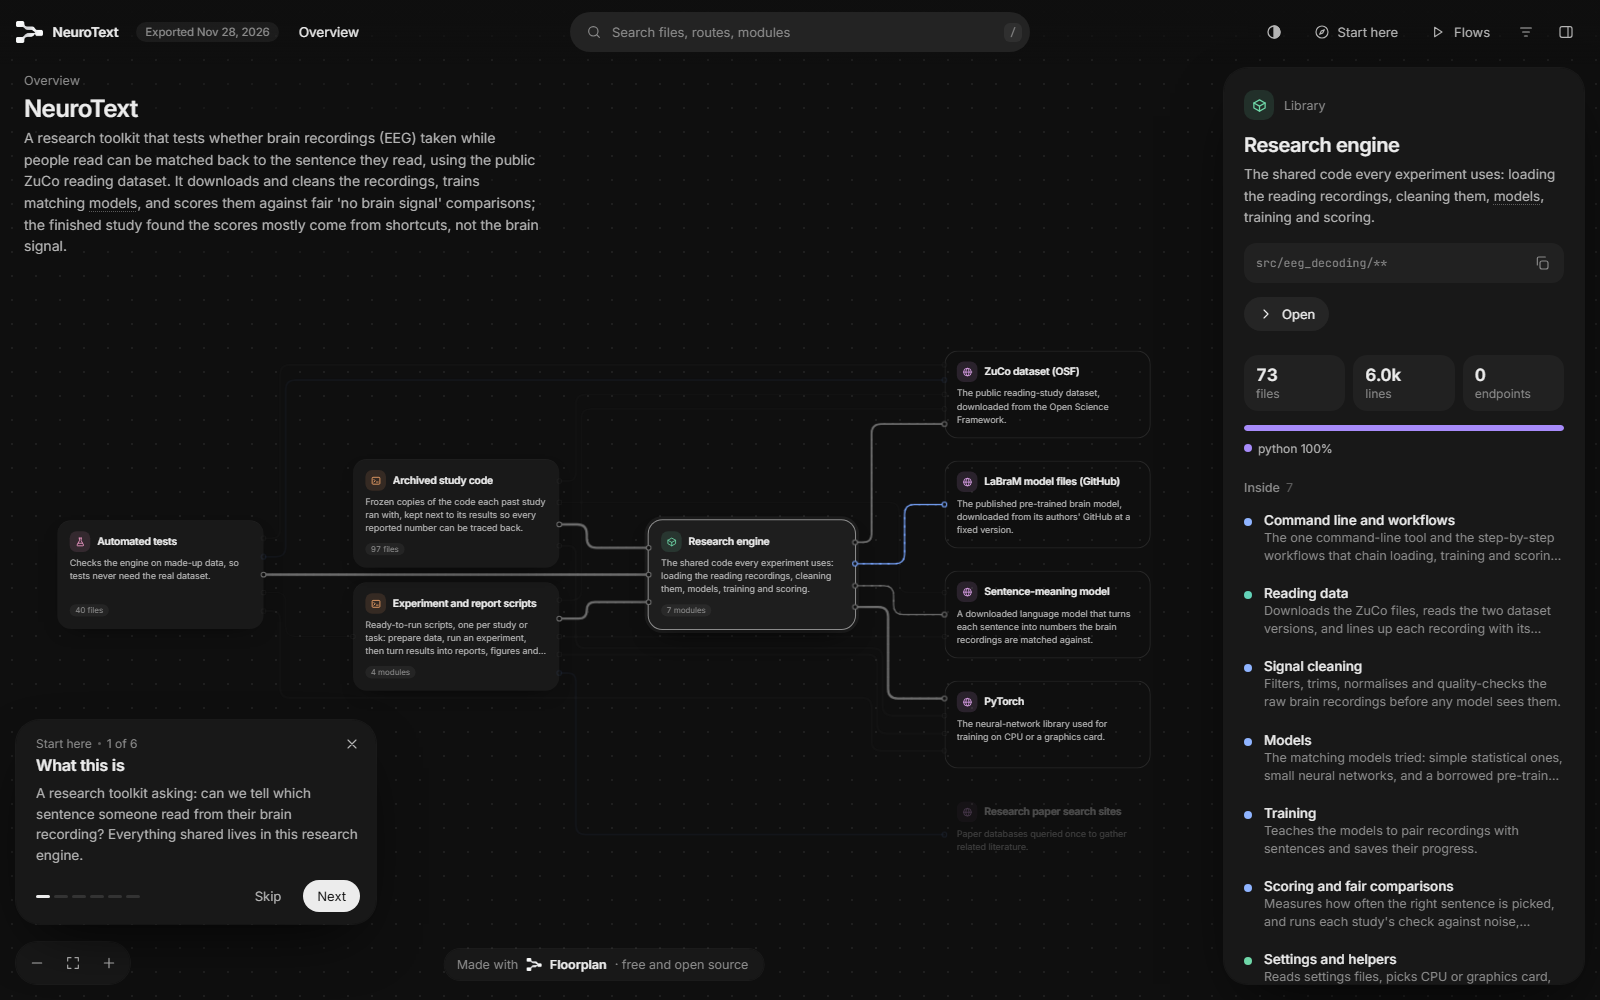 NeuroText
Exported Nov 28, 2026
Overview
Search files, routes, modules
/
Start here
Flows
Overview
NeuroText
A research toolkit that tests whether brain recordings (EEG) taken while
people read can be matched back to the sentence they read, using the public
ZuCo reading dataset. It downloads and cleans the recordings, trains
matching models, and scores them against fair 'no brain signal' comparisons;
the finished study found the scores mostly come from shortcuts, not the brain
signal.
Automated tests
Checks the engine on made-up data, so
tests never need the real dataset.
40 files
Archived study code
Frozen copies of the code each past study
ran with, kept next to its results so every
reported number can be traced back.
97 files
Experiment and report scripts
Ready-to-run scripts, one per study or
task: prepare data, run an experiment,
then turn results into reports, figures and...
4 modules
Research engine
The shared code every experiment uses:
loading the reading recordings, cleaning
them, models, training and scoring.
7 modules
ZuCo dataset (OSF)
The public reading-study dataset,
downloaded from the Open Science
Framework.
LaBraM model files (GitHub)
The published pre-trained brain model,
downloaded from its authors' GitHub at a
fixed version.
Sentence-meaning model
A downloaded language model that turns
each sentence into numbers the brain
recordings are matched against.
PyTorch
The neural-network library used for
training on CPU or a graphics card.
Research paper search sites
Paper databases queried once to gather
related literature.
Start here • 1 of 6
What this is
A research toolkit asking: can we tell which
sentence someone read from their brain
recording? Everything shared lives in this research
engine.
Skip
Next
Made with Floorplan · free and open source
Library
Research engine
The shared code every experiment uses: loading
the reading recordings, cleaning them, models,
training and scoring.
src/eeg_decoding/**
Open
73
files
6.0k
lines
0
endpoints
python 100%
Inside 7
Command line and workflows
The one command-line tool and the step-by-step
workflows that chain loading, training and scorin...
Reading data
Downloads the ZuCo files, reads the two dataset
versions, and lines up each recording with its...
Signal cleaning
Filters, trims, normalises and quality-checks the
raw brain recordings before any model sees them.
Models
The matching models tried: simple statistical ones,
small neural networks, and a borrowed pre-train...
Training
Teaches the models to pair recordings with
sentences and saves their progress.
Scoring and fair comparisons
Measures how often the right sentence is picked,
and runs each study's check against noise,...
Settings and helpers
Reads settings files, picks CPU or graphics card,